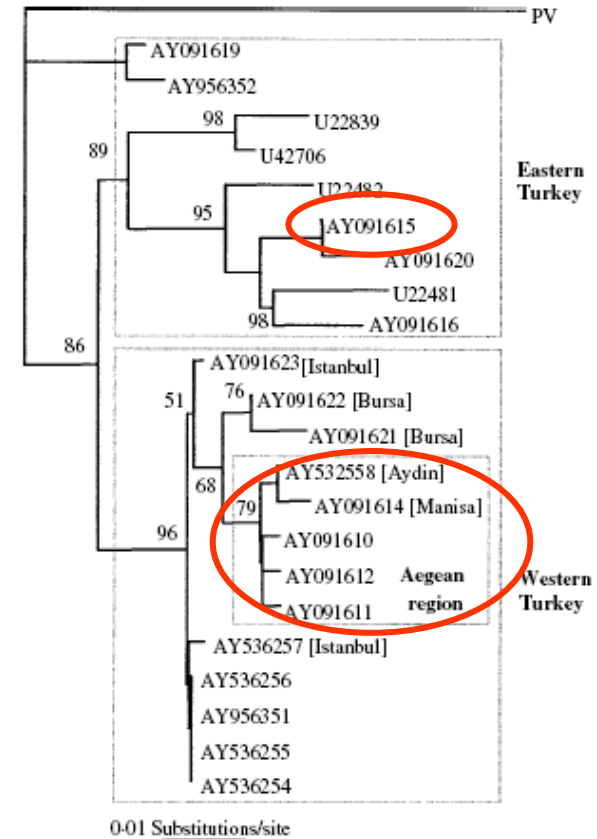 PV
AY091619
AY956352
98
U22839
89
U42706
Eastern
Turkey
U22482
95
AY091615
AY091620
U22481
98
AY091616
86
AY091623 [Istanbul]
76
51
AY091622 [Bursa]
AY091621 [Bursa]
AY532558 [Aydin]
68
79
AY091614 [Manisa]
96
AY091610
AY091612
Aegean
region
Western
Turkey
AY091611
AY536257 [Istanbul]
AY536256
AY956351
AY536255
AY536254
0·01 Substitutions/site